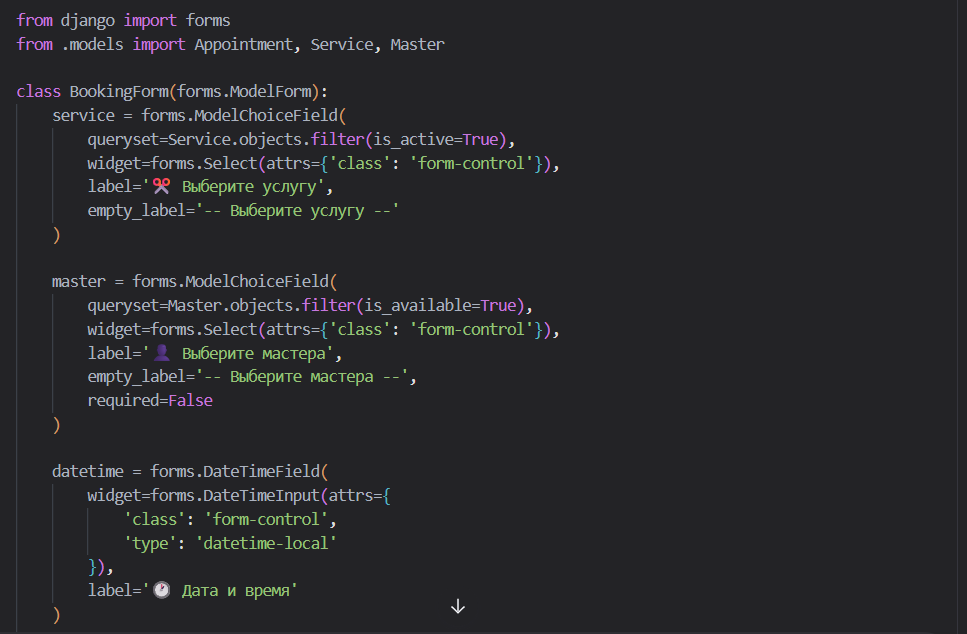 from django import forms
from .models import Appointment, Service, Master

class BookingForm(forms.ModelForm):
    service = forms.ModelChoiceField(
        queryset=Service.objects.filter(is_active=True),
        widget=forms.Select(attrs={'class': 'form-control'}),
        label='✂️ Выберите услугу',
        empty_label='-- Выберите услугу --'
    )

    master = forms.ModelChoiceField(
        queryset=Master.objects.filter(is_available=True),
        widget=forms.Select(attrs={'class': 'form-control'}),
        label='👤 Выберите мастера',
        empty_label='-- Выберите мастера --',
        required=False
    )

    datetime = forms.DateTimeField(
        widget=forms.DateTimeInput(attrs={
            'class': 'form-control',
            'type': 'datetime-local'
        }),
        label='🕐 Дата и время'
    )